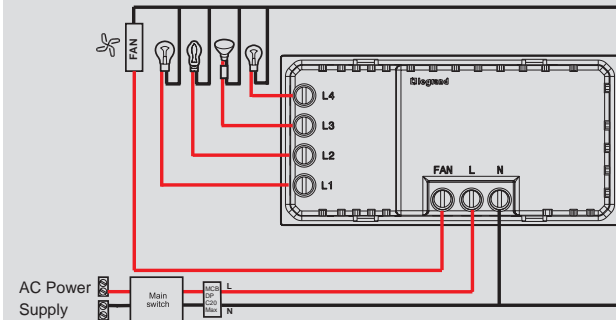 FAN
L4
L3
L2
L1
legrand
FAN L N
AC Power
Supply
Main
switch
MCB
DP
C20
Max
L
N